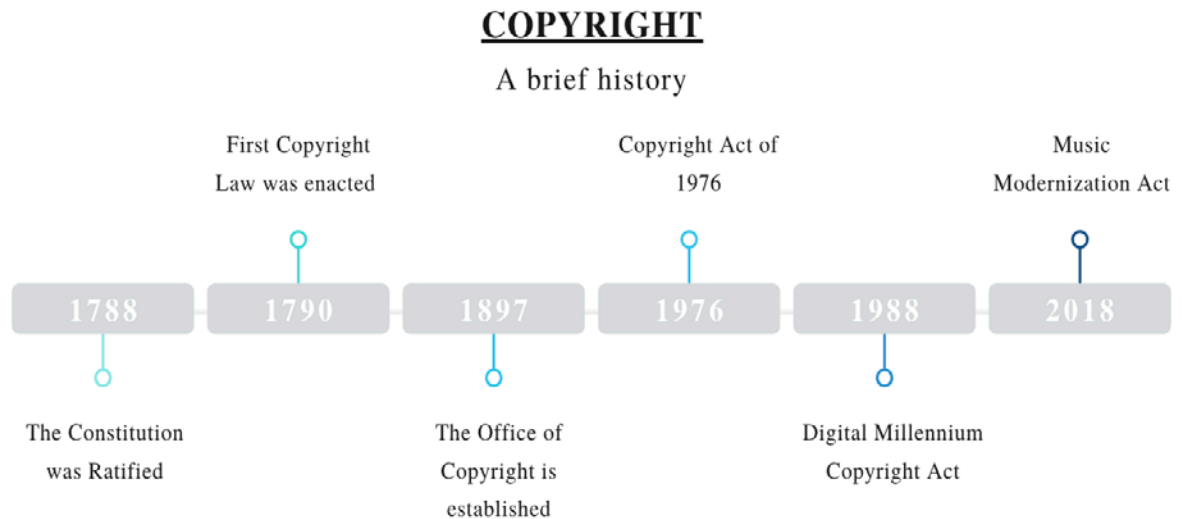 COPYRIGHT
A brief history
First Copyright
Law was enacted
Copyright Act of
1976
Music
Modernization Act
1788
1790
1897
1976
1988
2018
The Constitution
was Ratified
The Office of
Copyright is
established
Digital Millennium
Copyright Act